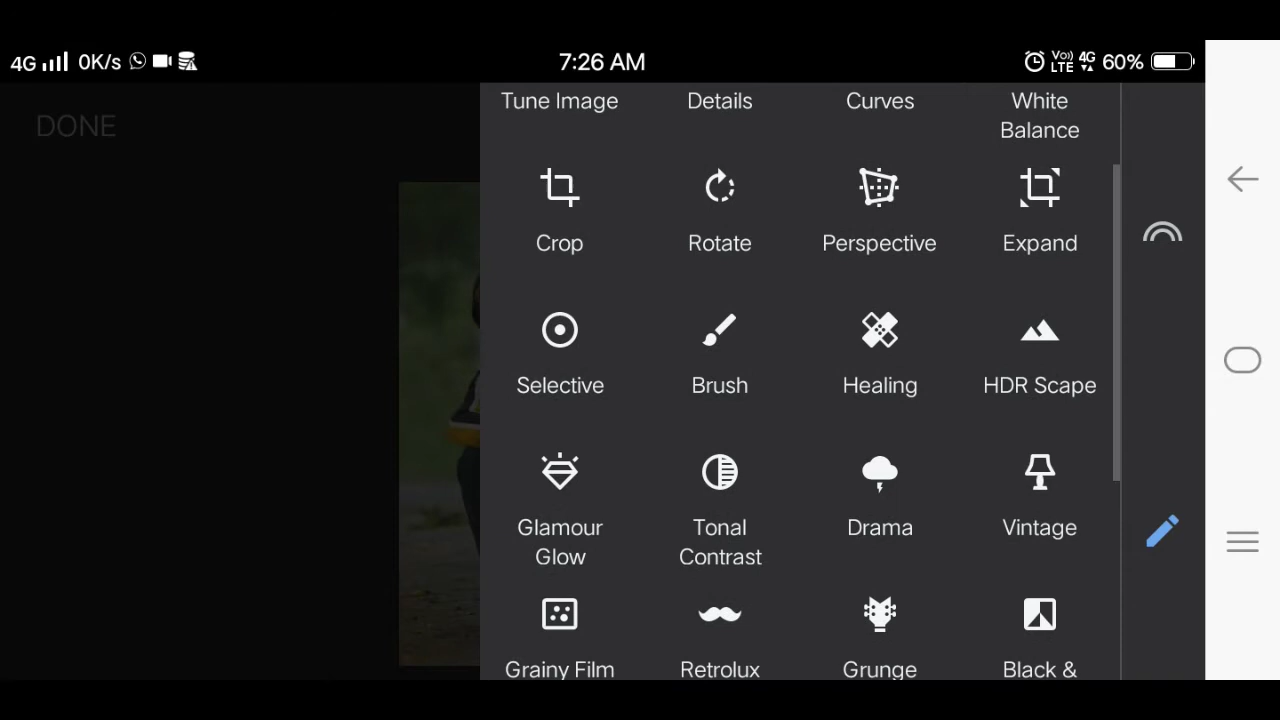 4G 0K/s 7:26 AM Vo)) LTE 4G 60%
DONE
Tune Image Details Curves White
Balance
Crop Rotate Perspective Expand
Selective Brush Healing HDR Scape
Glamour Tonal Drama Vintage
Glow Contrast
Grainy Film Retrolux Grunge Black &